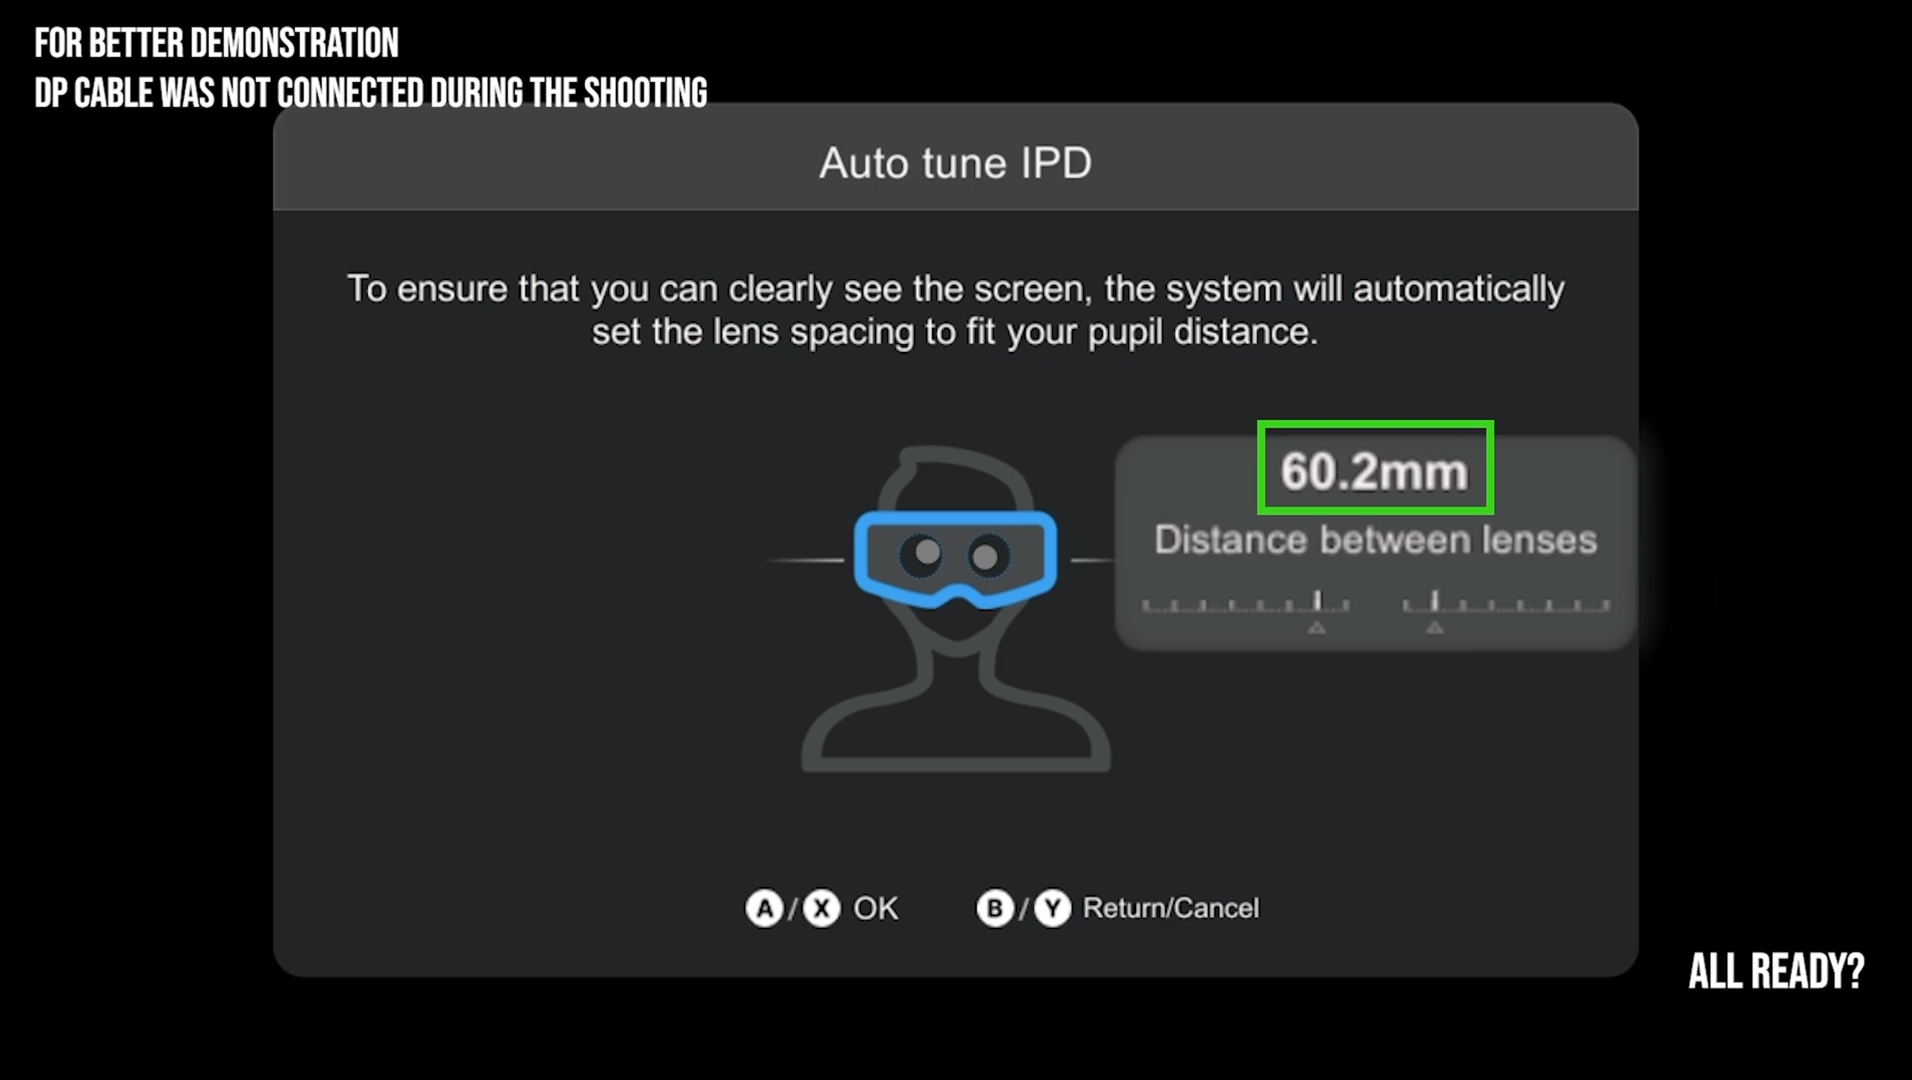 FOR BETTER DEMONSTRATION
DP CABLE WAS NOT CONNECTED DURING THE SHOOTING
Auto tune IPD
To ensure that you can clearly see the screen, the system will automatically
set the lens spacing to fit your pupil distance.
60.2mm
Distance between lenses
A/X OK B/Y Return/Cancel
ALL READY?